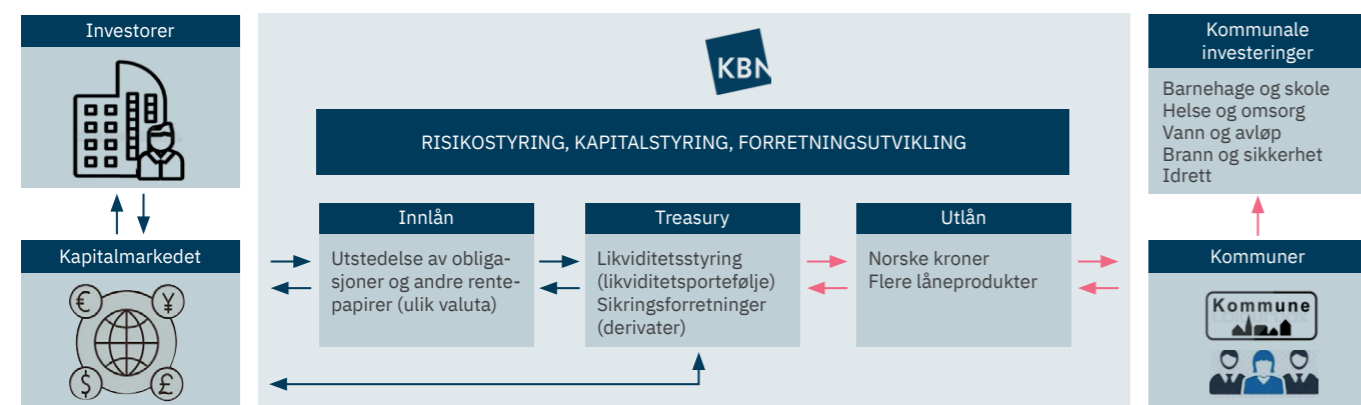 Investorer
Kapitalmarkedet
€
¥
$
£
KBN
RISIKOSTYRING, KAPITALSTYRING, FORRETNINGSUTVIKLING
Innlån
Utstedelse av obliga-
sjoner og andre rente-
papirer (ulik valuta)
Treasury
Likviditetsstyring
(likviditetsportefølje)
Sikringsforretninger
(derivater)
Utlån
Norske kroner
Flere låneprodukter
Kommunale
investeringer
Barnehage og skole
Helse og omsorg
Vann og avløp
Brann og sikkerhet
Idrett
Kommuner
Kommune